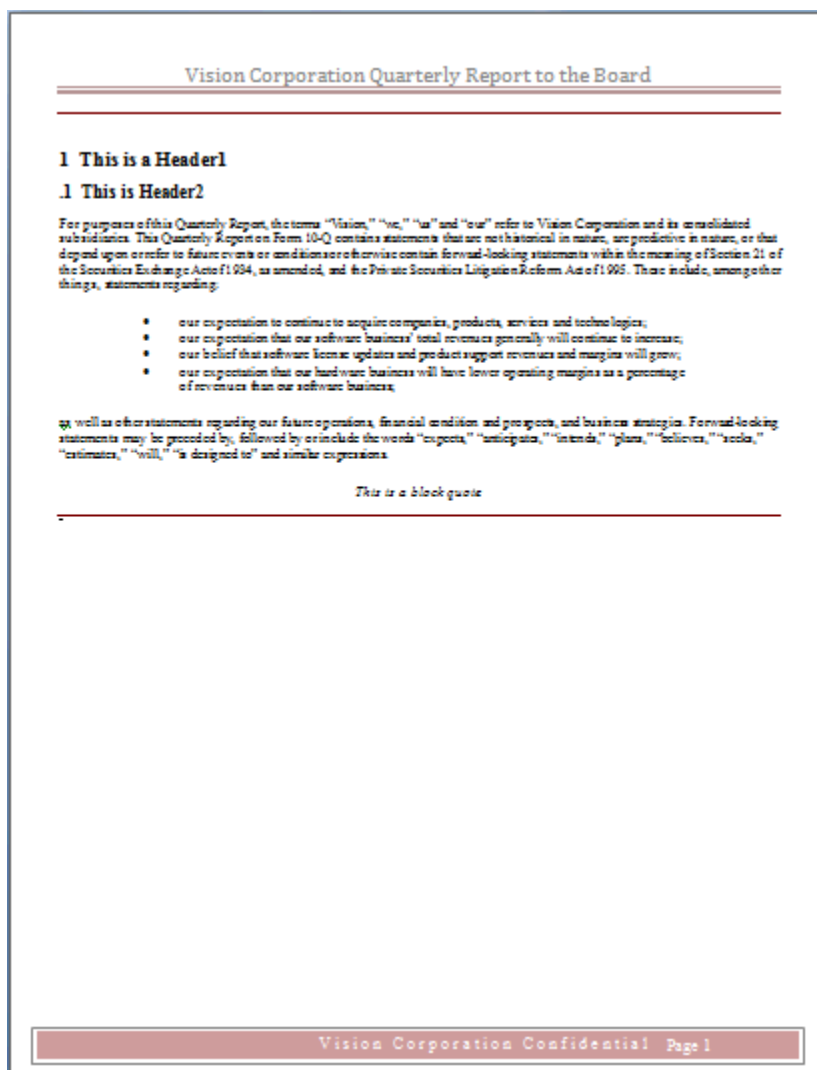 Vision Corporation Quarterly Report to the Board
1 This is a Header1
.1 This is Header2
For purposes of this Quarterly Report, the terms “Vision,” “we,” “us” and “our” refer to Vision Corporation and its consolidated
subsidiaries. This Quarterly Report on Form 10-Q contains statements that are not historical in nature, are predictive in nature, or that
depend upon or refer to future events or conditions or otherwise contain forward-looking statements within the meaning of Section 21 of
the Securities Exchange Act of 1934, as amended, and the Private Securities Litigation Reform Act of 1995. These include, among other
things, statements regarding:
• our expectation to continue to acquire companies, products, services and technologies;
• our expectation that our software business’ total revenues generally will continue to increase;
• our belief that software license updates and product support revenues and margins will grow;
• our expectation that our hardware business will have lower operating margins as a percentage
of revenues than our software business;
as well as other statements regarding our future operations, financial condition and prospects, and business strategies. Forward-looking
statements may be preceded by, followed by or include the words “expects,” “anticipates,” “intends,” “plans,” “believes,” “seeks,”
“estimates,” “will,” “is designed to” and similar expressions.
This is a block quote
Vision Corporation Confidential Page 1